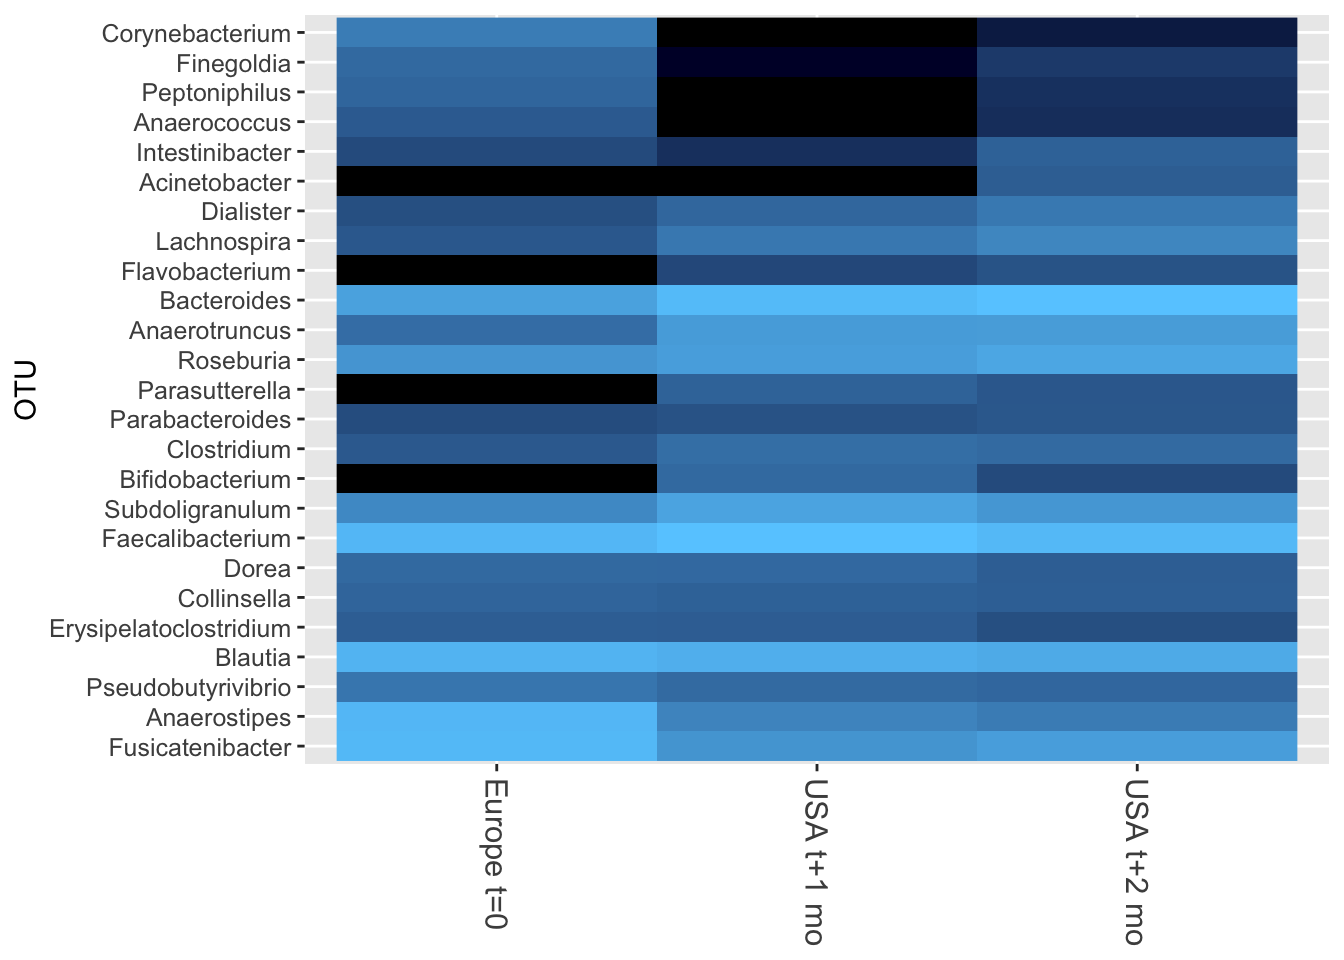 OTU
Corynebacterium
Finegoldia
Peptoniphilus
Anaerococcus
Intestinibacter
Acinetobacter
Dialister
Lachnospira
Flavobacterium
Bacteroides
Anaerotruncus
Roseburia
Parasutterella
Parabacteroides
Clostridium
Bifidobacterium
Subdoligranulum
Faecalibacterium
Dorea
Collinsella
Erysipelatoclostridium
Blautia
Pseudobutyrivibrio
Anaerostipes
Fusicatenibacter
Europe t=0
USA t+1 mo
USA t+2 mo